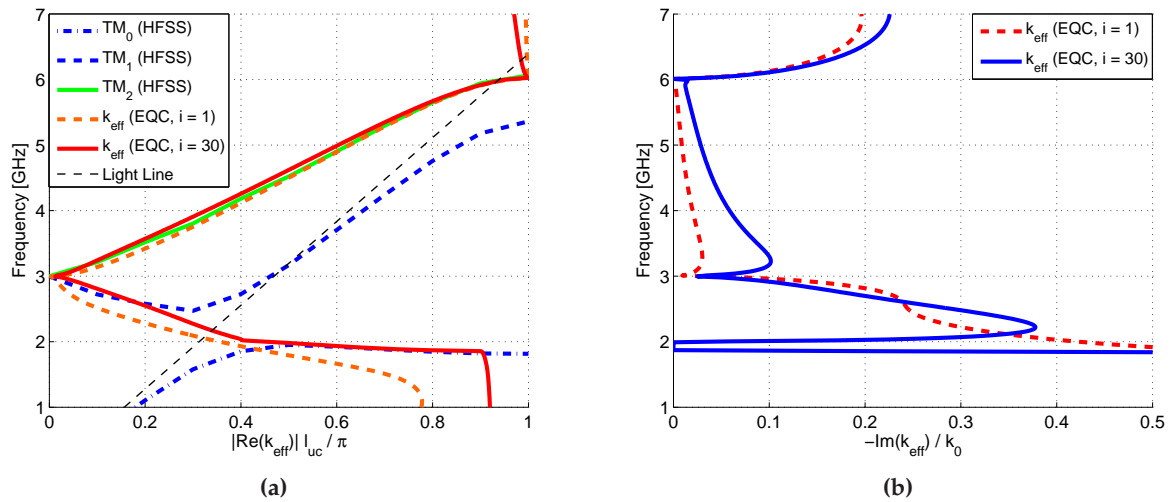 7
6
5
4
3
2
1
Frequency [GHz]
TM0 (HFSS)
TM1 (HFSS)
TM2 (HFSS)
keff (EQC, i = 1)
keff (EQC, i = 30)
Light Line
0 0.2 0.4 0.6 0.8 1
|Re(keff)| luc / π
(a)
7
6
5
4
3
2
1
Frequency [GHz]
keff (EQC, i = 1)
keff (EQC, i = 30)
0 0.1 0.2 0.3 0.4 0.5
−Im(keff) / k0
(b)